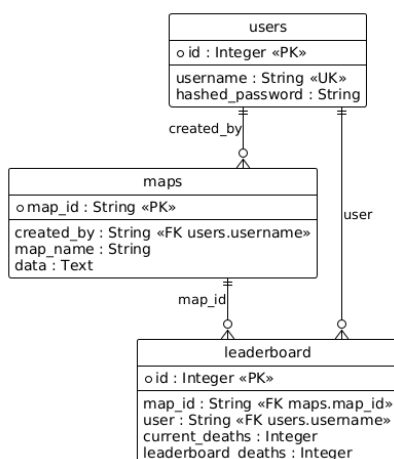 users
id : Integer «PK»
username : String «UK»
hashed_password : String
created_by
maps
map_id : String «PK»
created_by : String «FK users.username»
map_name : String
data : Text
user
map_id
leaderboard
id : Integer «PK»
map_id : String «FK maps.map_id»
user : String «FK users.username»
current_deaths : Integer
leaderboard_deaths : Integer